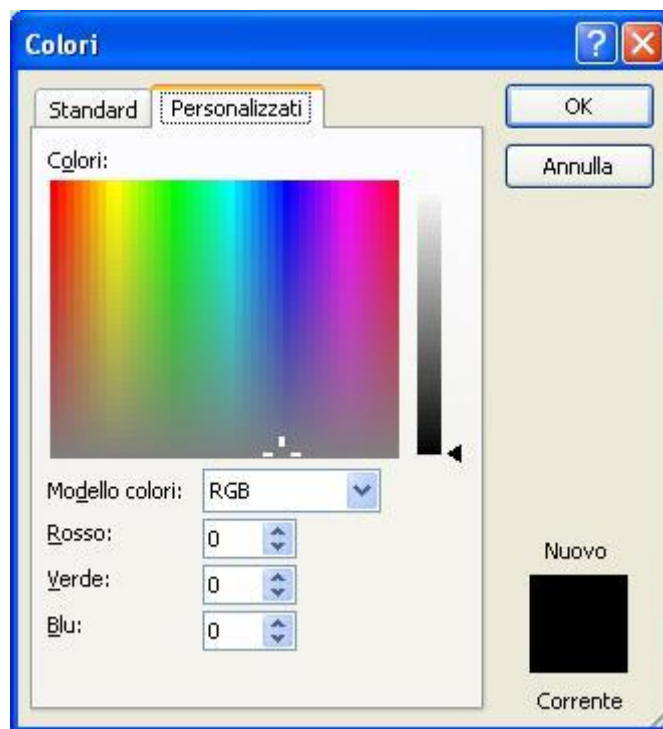 Colori
Standard Personalizzati
OK
Annulla
Colori:
Modello colori: RGB
Rosso: 0
Verde: 0
Blu: 0
Nuovo
Corrente